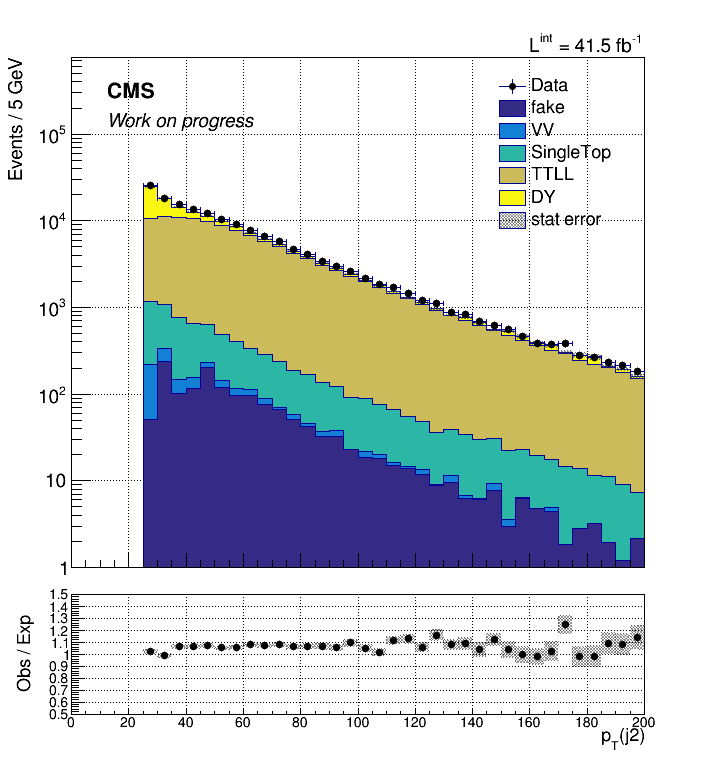 L^int = 41.5 fb^-1
Events / 5 GeV
CMS
Work on progress
Data
fake
VV
SingleTop
TTLL
DY
stat error
10^5
10^4
10^3
10^2
10
1
Obs / Exp
1.5
1.4
1.3
1.2
1.1
1
0.9
0.8
0.7
0.6
0.5
0 20 40 60 80 100 120 140 160 180 200
p_T(j2)